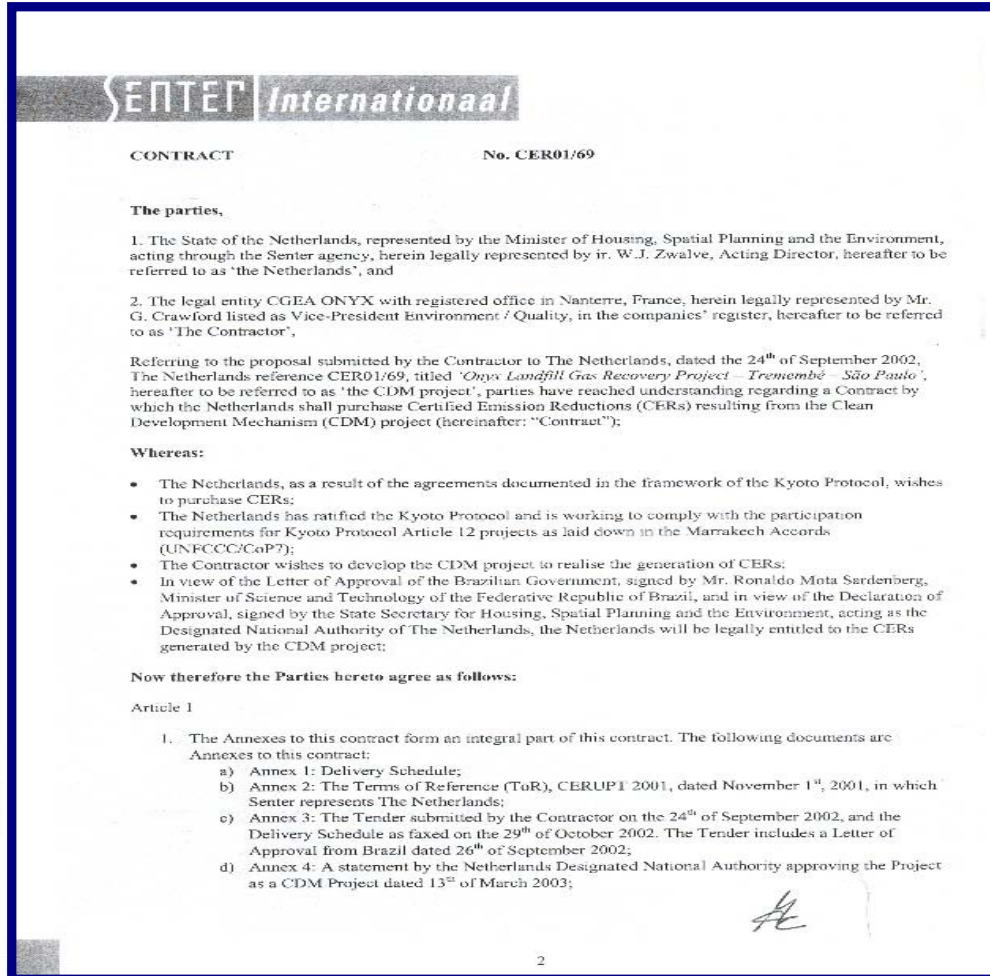 SENTER Internationaal
CONTRACT No. CER01/69
The parties,
1. The State of the Netherlands, represented by the Minister of Housing, Spatial Planning and the Environment,
acting through the Senter agency, herein legally represented by ir. W.J. Zwalve, Acting Director, hereafter to be
referred to as 'the Netherlands', and
2. The legal entity CGEA ONYX with registered office in Nanterre, France, herein legally represented by Mr.
G. Crawford listed as Vice-President Environment / Quality, in the companies' register, hereafter to be referred
to as 'The Contractor',
Referring to the proposal submitted by the Contractor to The Netherlands, dated the 24th of September 2002,
The Netherlands reference CER01/69, titled 'Onyx Landfill Gas Recovery Project – Tremembé – São Paulo',
hereafter to be referred to as 'the CDM project', parties have reached understanding regarding a Contract by
which the Netherlands shall purchase Certified Emission Reductions (CERs) resulting from the Clean
Development Mechanism (CDM) project (hereinafter: "Contract");
Whereas:
• The Netherlands, as a result of the agreements documented in the framework of the Kyoto Protocol, wishes
to purchase CERs;
• The Netherlands has ratified the Kyoto Protocol and is working to comply with the participation
requirements for Kyoto Protocol Article 12 projects as laid down in the Marrakech Accords
(UNFCCC/CoP7);
• The Contractor wishes to develop the CDM project to realise the generation of CERs;
• In view of the Letter of Approval of the Brazilian Government, signed by Mr. Ronaldo Mota Sardenberg,
Minister of Science and Technology of the Federative Republic of Brazil, and in view of the Declaration of
Approval, signed by the State Secretary for Housing, Spatial Planning and the Environment, acting as the
Designated National Authority of The Netherlands, the Netherlands will be legally entitled to the CERs
generated by the CDM project;
Now therefore the Parties hereto agree as follows:
Article 1
1. The Annexes to this contract form an integral part of this contract. The following documents are
Annexes to this contract:
a) Annex 1: Delivery Schedule;
b) Annex 2: The Terms of Reference (ToR), CERUPT 2001, dated November 1st, 2001, in which
Senter represents The Netherlands;
c) Annex 3: The Tender submitted by the Contractor on the 24th of September 2002, and the
Delivery Schedule as faxed on the 29th of October 2002. The Tender includes a Letter of
Approval from Brazil dated 26th of September 2002;
d) Annex 4: A statement by the Netherlands Designated National Authority approving the Project
as a CDM Project dated 13th of March 2003;
2